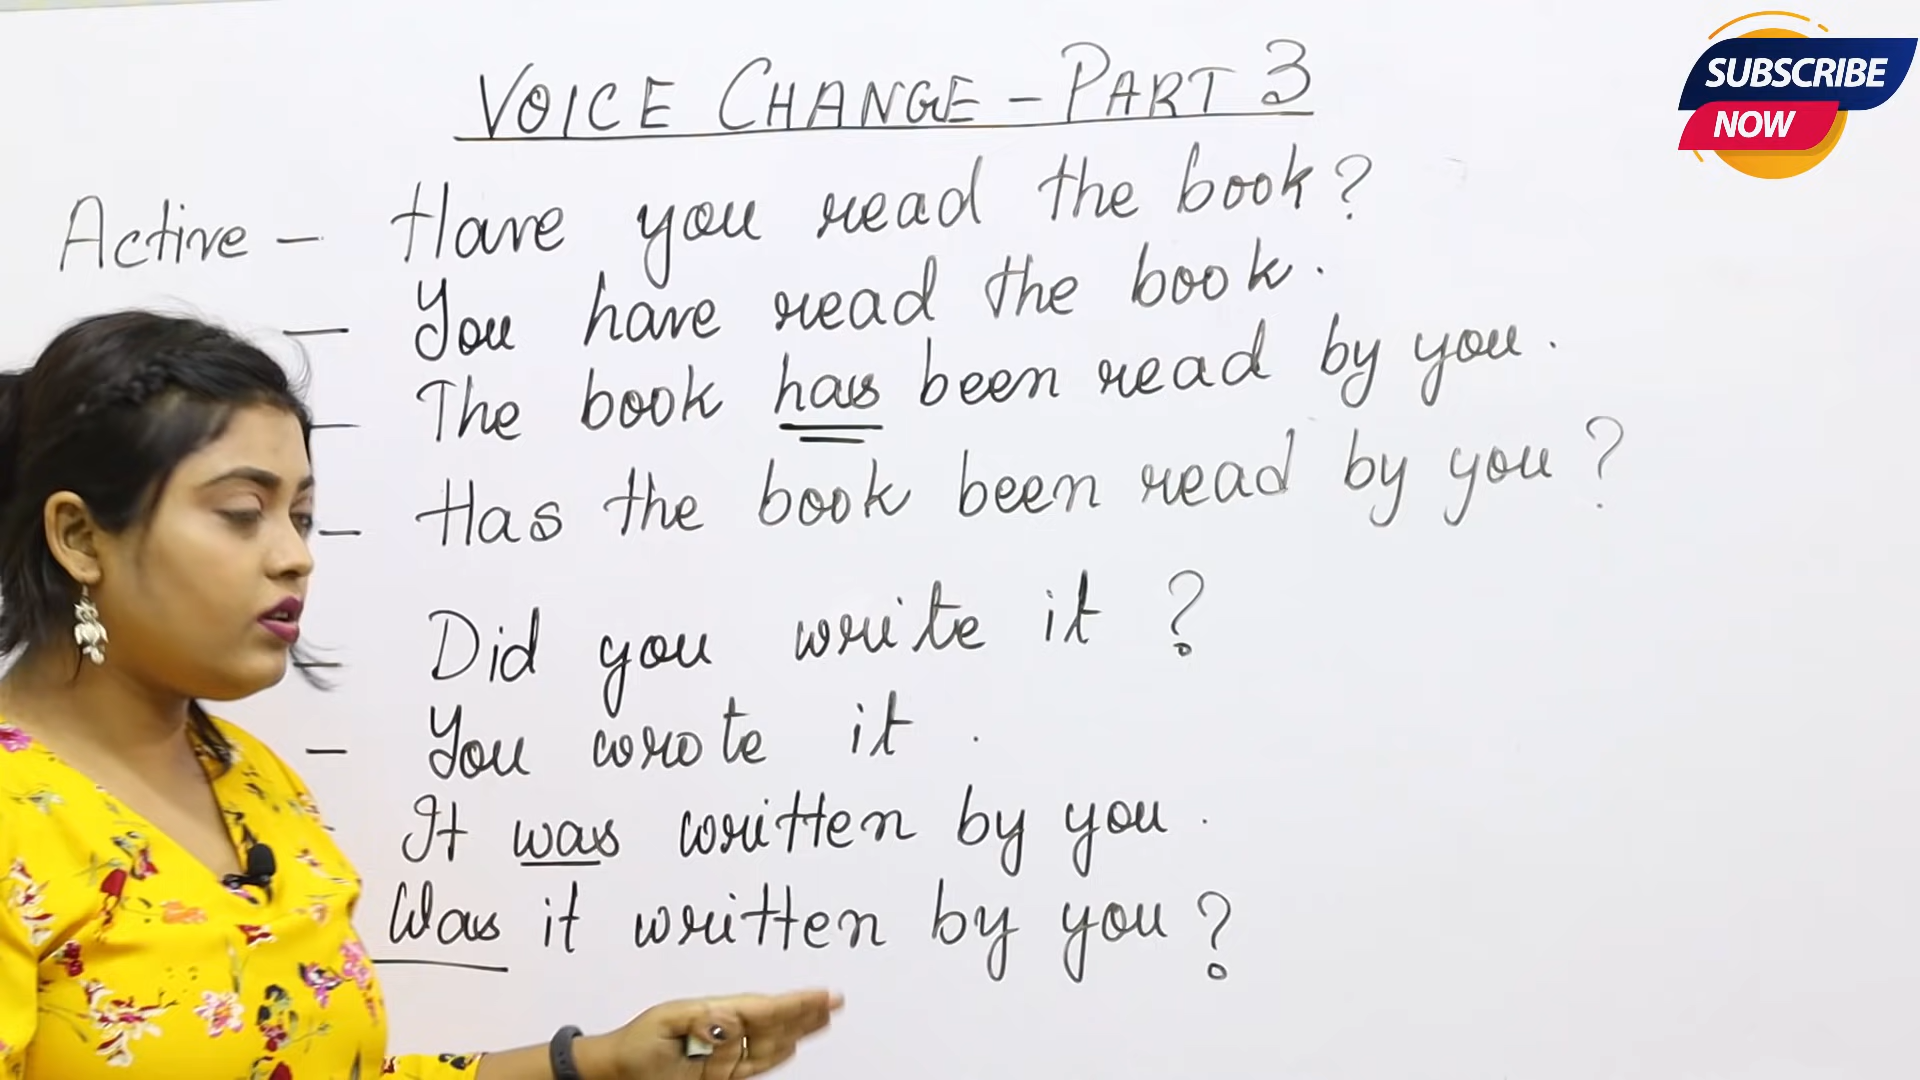 VOICE CHANGE - PART 3
SUBSCRIBE
NOW
Active - Have you read the book?
- You have read the book.
- The book has been read by you.
- Has the book been read by you?
- Did you write it?
- You wrote it.
It was written by you.
Was it written by you?